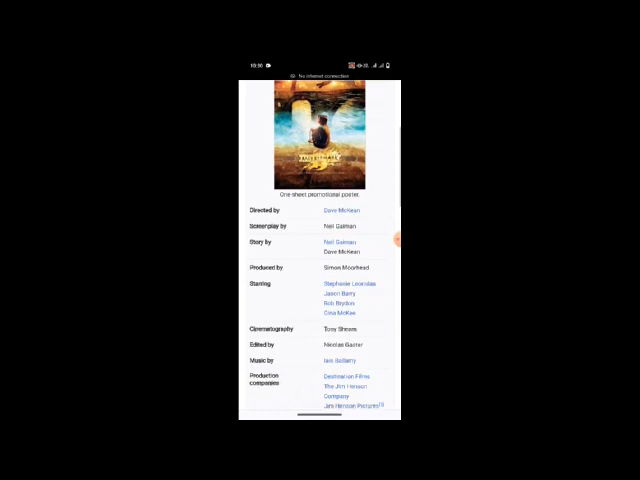 10:30
No internet connection
One-sheet promotional poster.
Directed by Dave McKean
Screenplay by Neil Gaiman
Story by Neil Gaiman
Dave McKean
Produced by Simon Moorhead
Starring Stephanie Leonidas
Jason Barry
Rob Brydon
Gina McKee
Cinematography Tony Shearn
Edited by Nicolas Gaster
Music by Iain Ballamy
Production Destination Films
companies The Jim Henson
Company
Jim Henson Pictures[1]